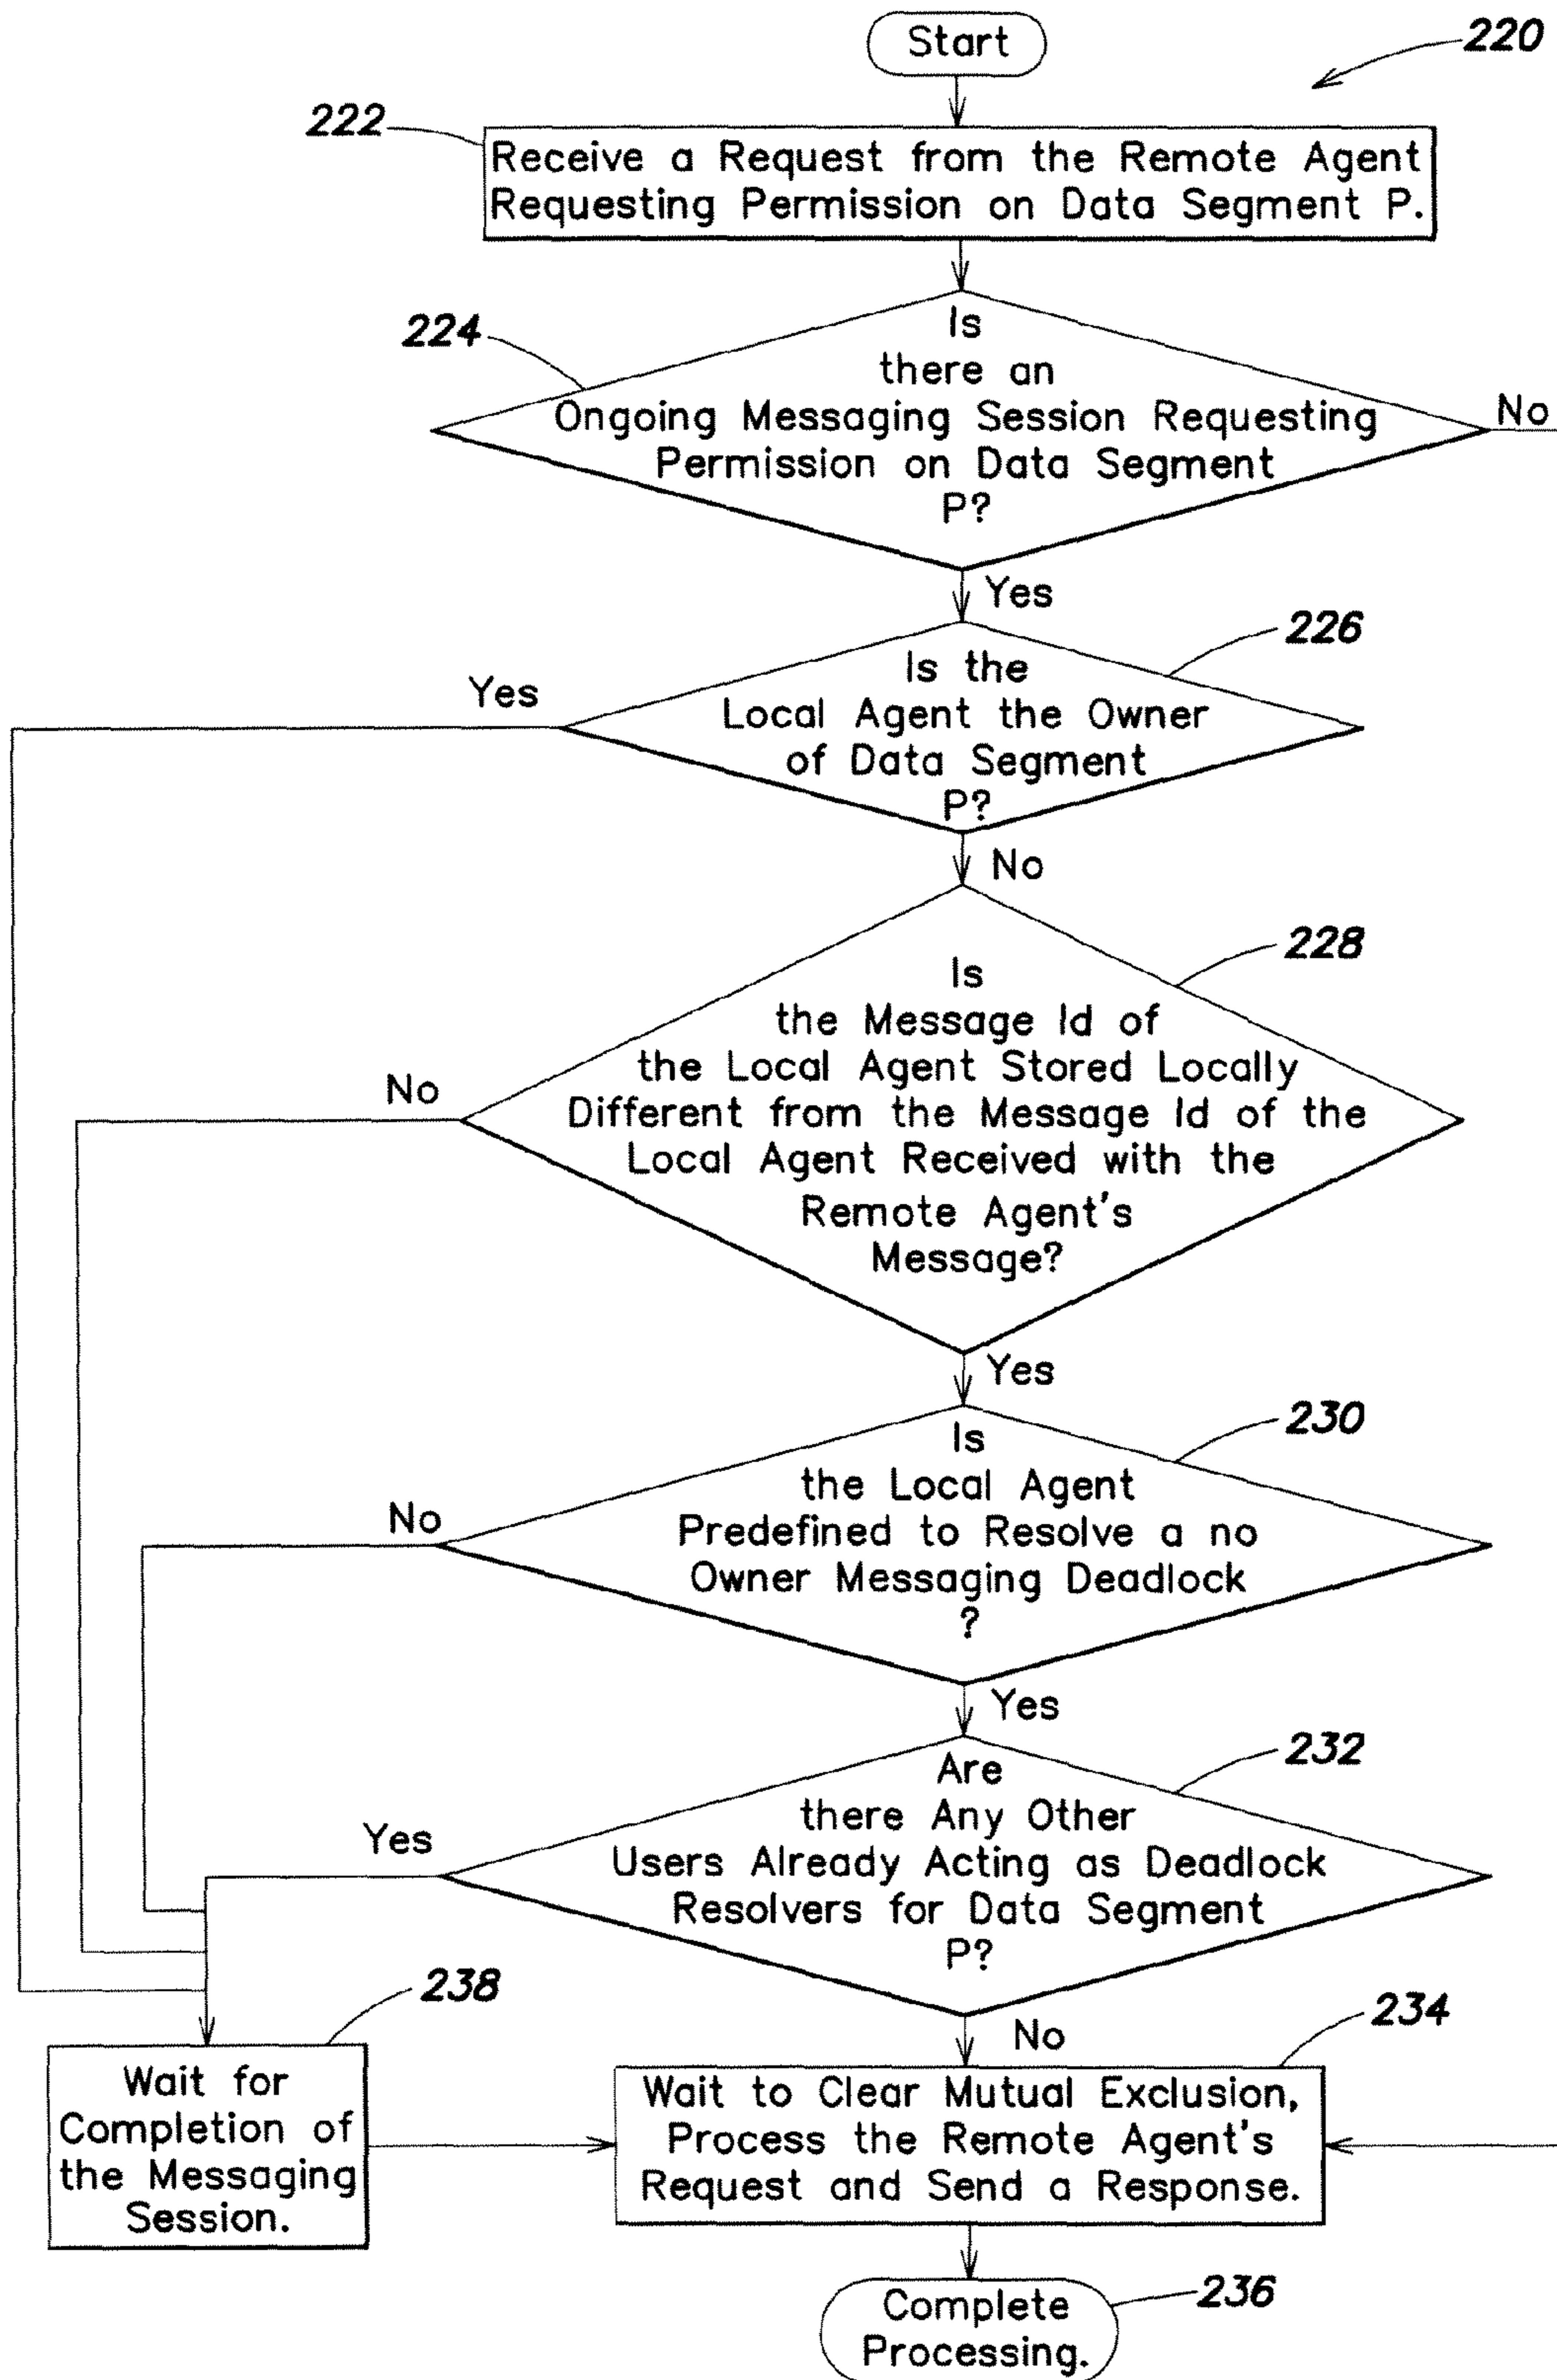 Start
220
222
Receive a Request from the Remote Agent
Requesting Permission on Data Segment P.
224
Is
there an
Ongoing Messaging Session Requesting
Permission on Data Segment
P?
No
Yes
226
Is the
Local Agent the Owner
of Data Segment
P?
Yes
No
228
Is
the Message Id of
the Local Agent Stored Locally
Different from the Message Id of the
Local Agent Received with the
Remote Agent's
Message?
No
Yes
230
Is
the Local Agent
Predefined to Resolve a no
Owner Messaging Deadlock
?
No
Yes
232
Are
there Any Other
Users Already Acting as Deadlock
Resolvers for Data Segment
P?
Yes
No
238
Wait for
Completion of
the Messaging
Session.
234
Wait to Clear Mutual Exclusion,
Process the Remote Agent's
Request and Send a Response.
236
Complete
Processing.